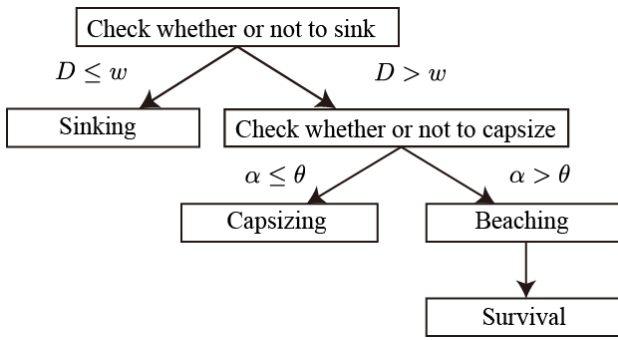 Check whether or not to sink
D ≤ w
D > w
Sinking
Check whether or not to capsize
α ≤ θ
α > θ
Capsizing
Beaching
Survival